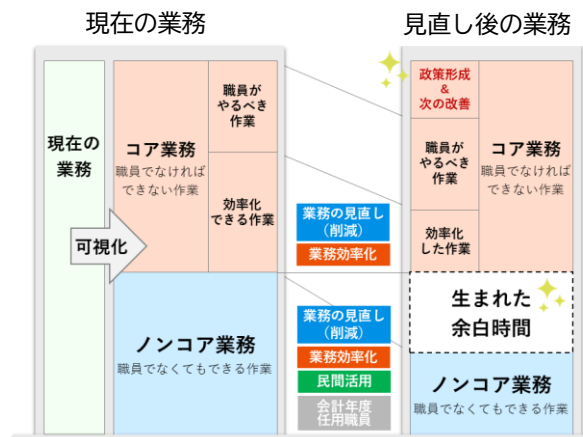 現在の業務
見直し後の業務
現在の
業務
可視化
コア業務
職員でなければ
できない作業
職員が
やるべき
作業
効率化
できる作業
ノンコア業務
職員でなくてもできる作業
業務の見直し
(削減)
業務効率化
業務の見直し
(削減)
業務効率化
民間活用
会計年度
任用職員
政策形成
&
次の改善
職員が
やるべき
作業
効率化
した作業
コア業務
職員でなければ
できない作業
生まれた
余白時間
ノンコア業務
職員でなくてもできる作業